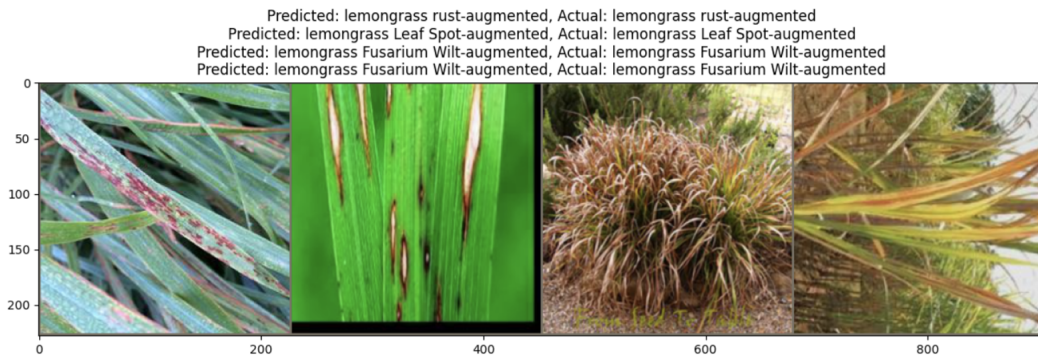 Predicted: lemongrass rust-augmented, Actual: lemongrass rust-augmented
Predicted: lemongrass Leaf Spot-augmented, Actual: lemongrass Leaf Spot-augmented
Predicted: lemongrass Fusarium Wilt-augmented, Actual: lemongrass Fusarium Wilt-augmented
Predicted: lemongrass Fusarium Wilt-augmented, Actual: lemongrass Fusarium Wilt-augmented
0
50
100
150
200
0 200 400 600 800